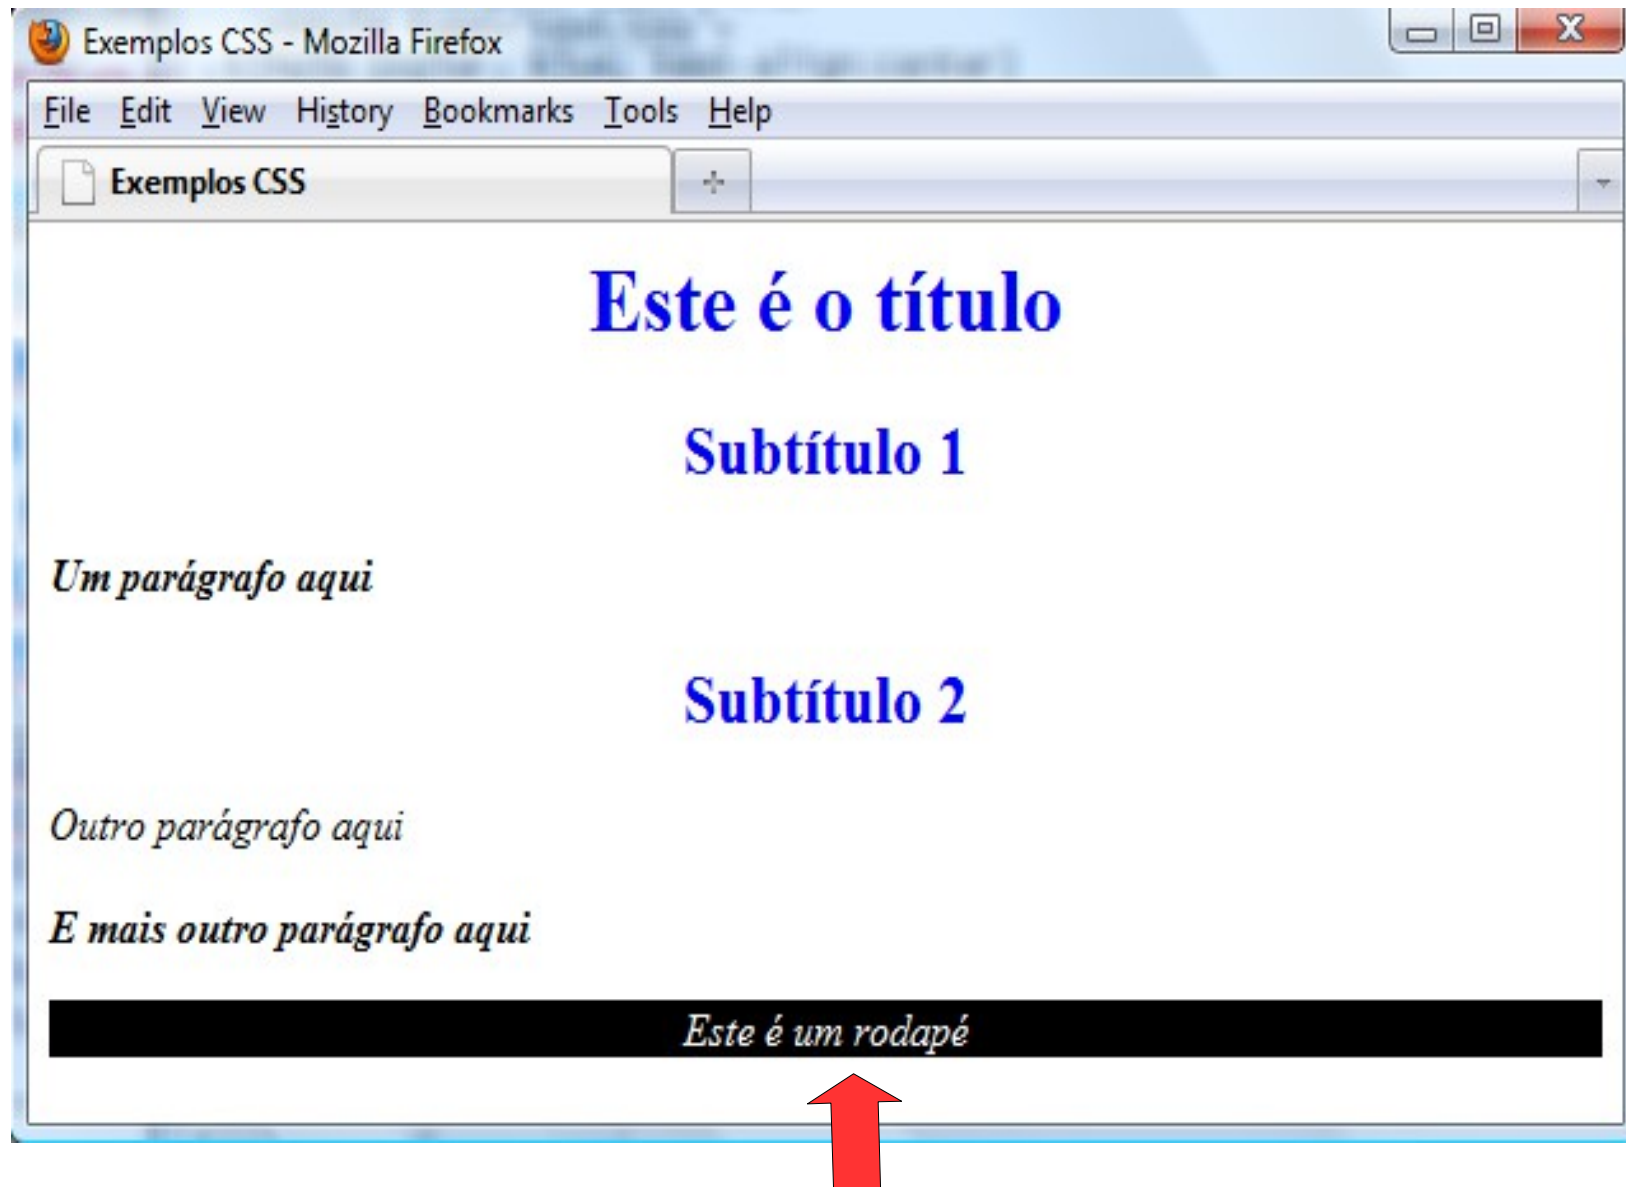 Exemplos CSS - Mozilla Firefox
File Edit View History Bookmarks Tools Help
Exemplos CSS
Este é o título
Subtítulo 1
Um parágrafo aqui
Subtítulo 2
Outro parágrafo aqui
E mais outro parágrafo aqui
Este é um rodapé